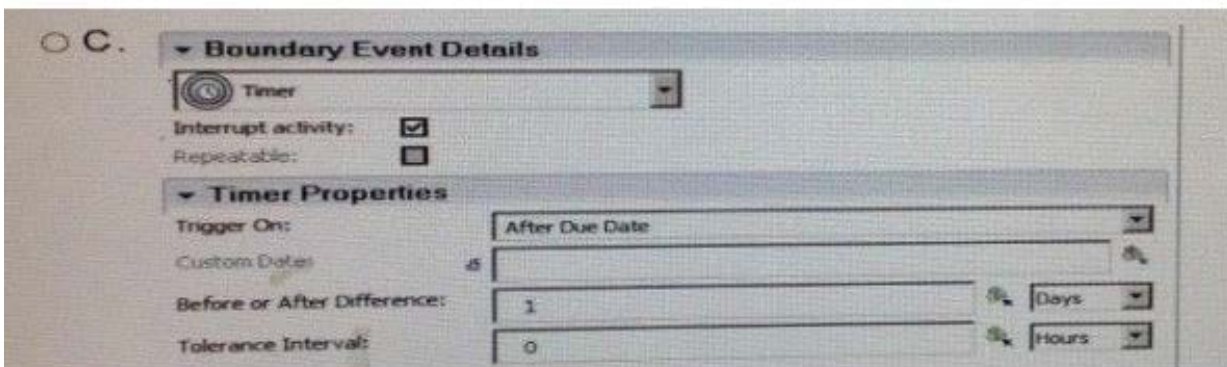 C.
Boundary Event Details
Timer
Interrupt activity:
Repeatable:
Timer Properties
Trigger On: After Due Date
Custom Date:
Before or After Difference: 1 Days
Tolerance Interval: 0 Hours